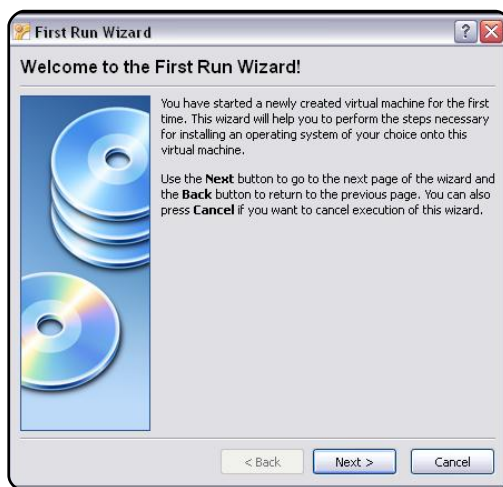 First Run Wizard
?
Welcome to the First Run Wizard!
You have started a newly created virtual machine for the first
time. This wizard will help you to perform the steps necessary
for installing an operating system of your choice onto this
virtual machine.
Use the Next button to go to the next page of the wizard and
the Back button to return to the previous page. You can also
press Cancel if you want to cancel execution of this wizard.
< Back Next > Cancel